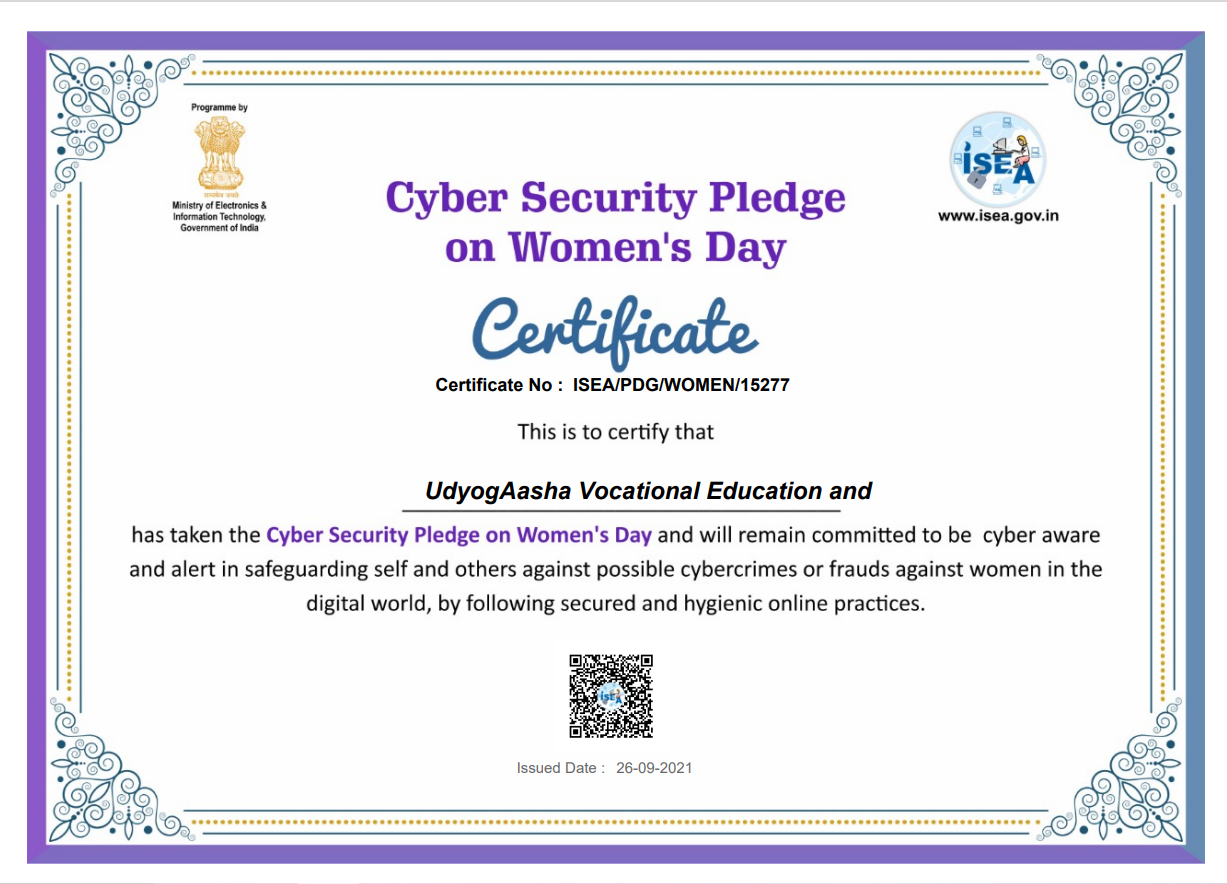 Programme by
सत्यमेव जयते
Ministry of Electronics &
Information Technology,
Government of India
ISEA
www.isea.gov.in
Cyber Security Pledge
on Women's Day
Certificate
Certificate No : ISEA/PDG/WOMEN/15277
This is to certify that
UdyogAasha Vocational Education and
has taken the Cyber Security Pledge on Women's Day and will remain committed to be cyber aware
and alert in safeguarding self and others against possible cybercrimes or frauds against women in the
digital world, by following secured and hygienic online practices.
ISEA
Issued Date : 26-09-2021